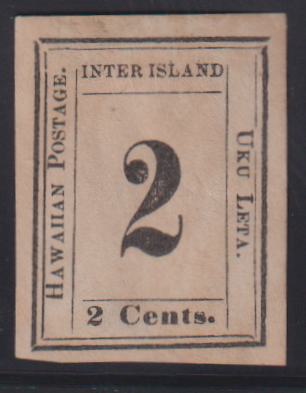 INTER ISLAND
HAWAIIAN POSTAGE.
2
UKU LETA.
2 Cents.